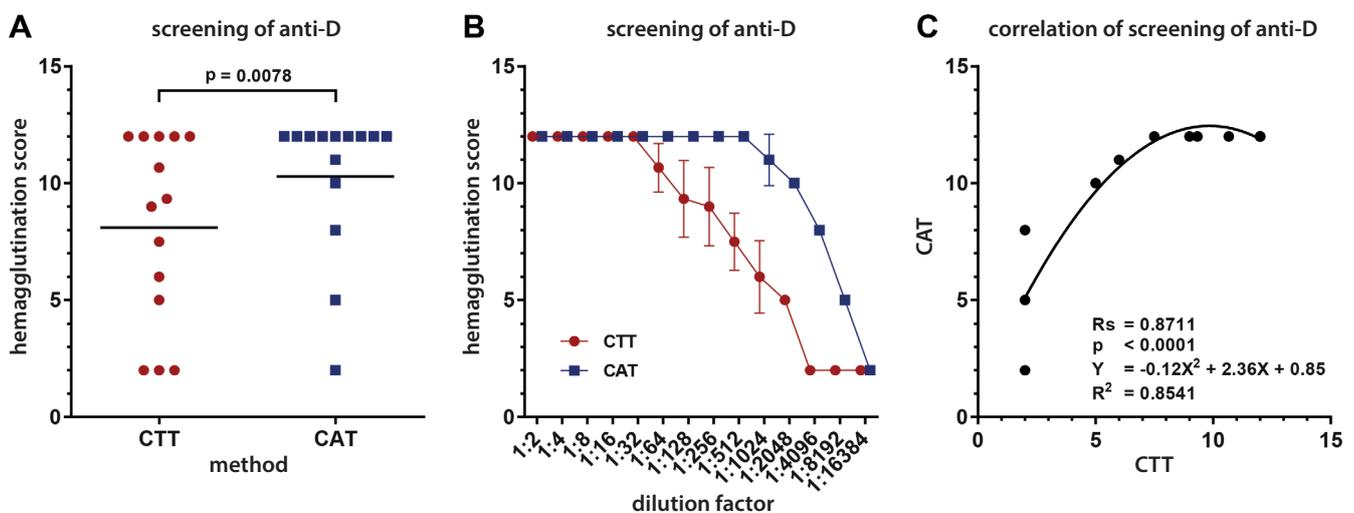 A
screening of anti-D
15
10
5
0
hemagglutination score
p = 0.0078
CTT
CAT
method
B
screening of anti-D
15
10
5
0
hemagglutination score
CTT
CAT
1:2
1:4
1:8
1:16
1:32
1:64
1:128
1:256
1:512
1:1024
1:2048
1:4096
1:8192
1:16384
dilution factor
C
correlation of screening of anti-D
15
10
5
0
CAT
Rs = 0.8711
p < 0.0001
Y = -0.12X² + 2.36X + 0.85
R² = 0.8541
0 5 10 15
CTT